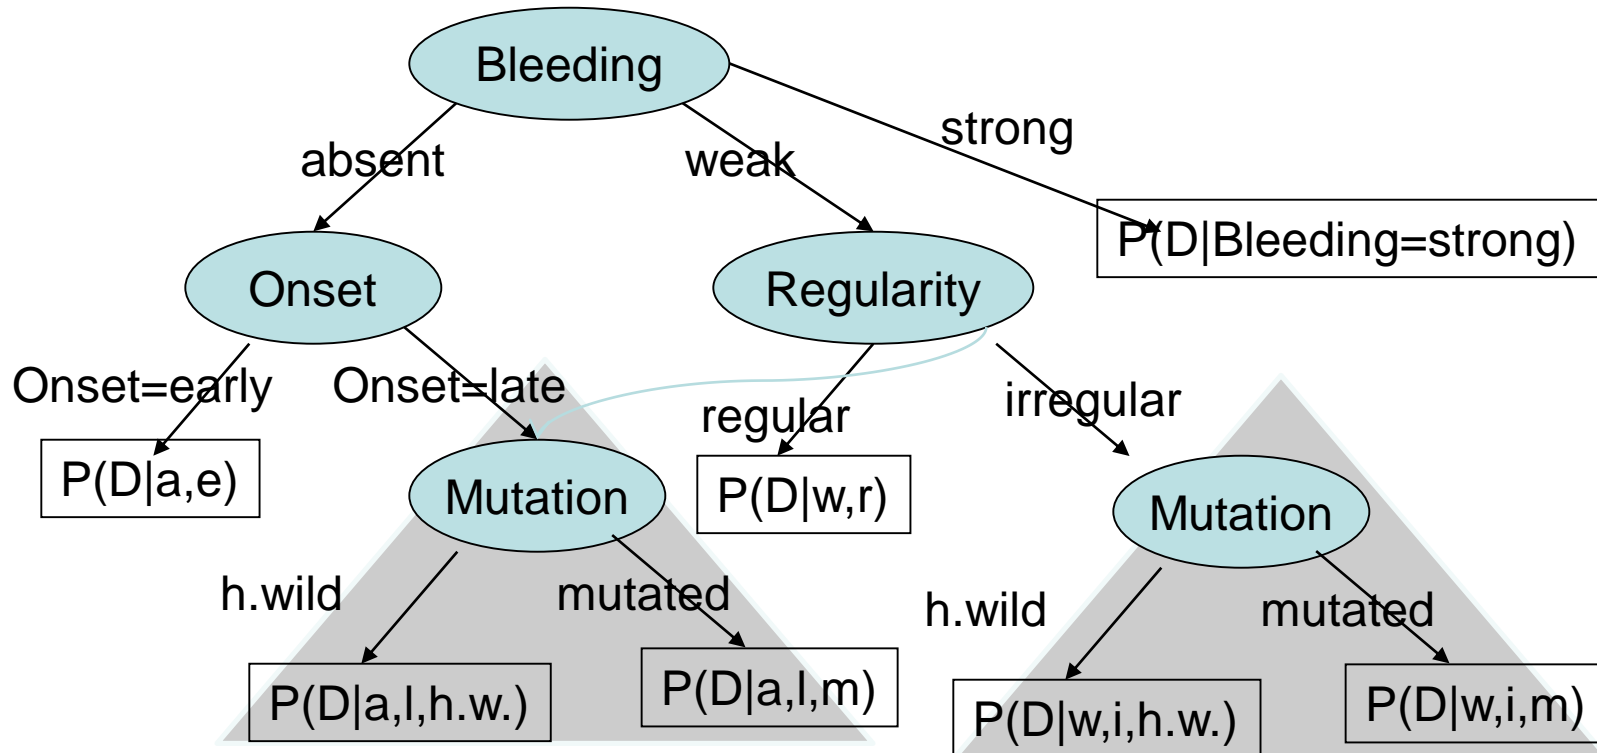 Bleeding
absent
weak
strong
P(D|Bleeding=strong)
Onset
Regularity
Onset=early
Onset=late
regular
irregular
P(D|a,e)
Mutation
P(D|w,r)
Mutation
h.wild
mutated
h.wild
mutated
P(D|a,l,h.w.)
P(D|a,l,m)
P(D|w,i,h.w.)
P(D|w,i,m)